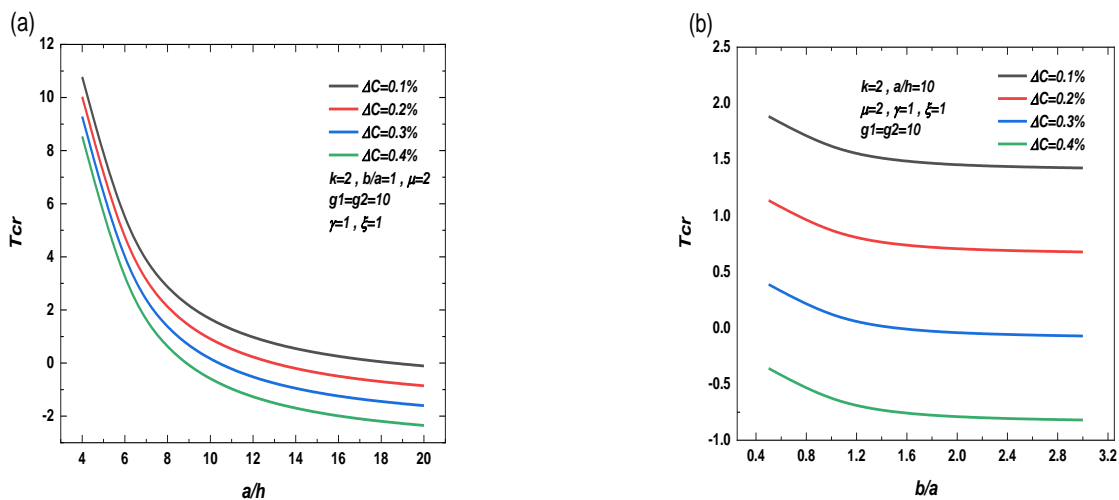 (a)
12
10
8
6
4
2
0
-2
Tcr
4 6 8 10 12 14 16 18 20
a/h
ΔC=0.1%
ΔC=0.2%
ΔC=0.3%
ΔC=0.4%
k=2 , b/a=1 , μ=2
g1=g2=10
γ=1 , ξ=1
(b)
2.5
2.0
1.5
1.0
0.5
0.0
-0.5
-1.0
Tcr
0.4 0.8 1.2 1.6 2.0 2.4 2.8 3.2
b/a
k=2 , a/h=10
μ=2 , γ=1 , ξ=1
g1=g2=10
ΔC=0.1%
ΔC=0.2%
ΔC=0.3%
ΔC=0.4%